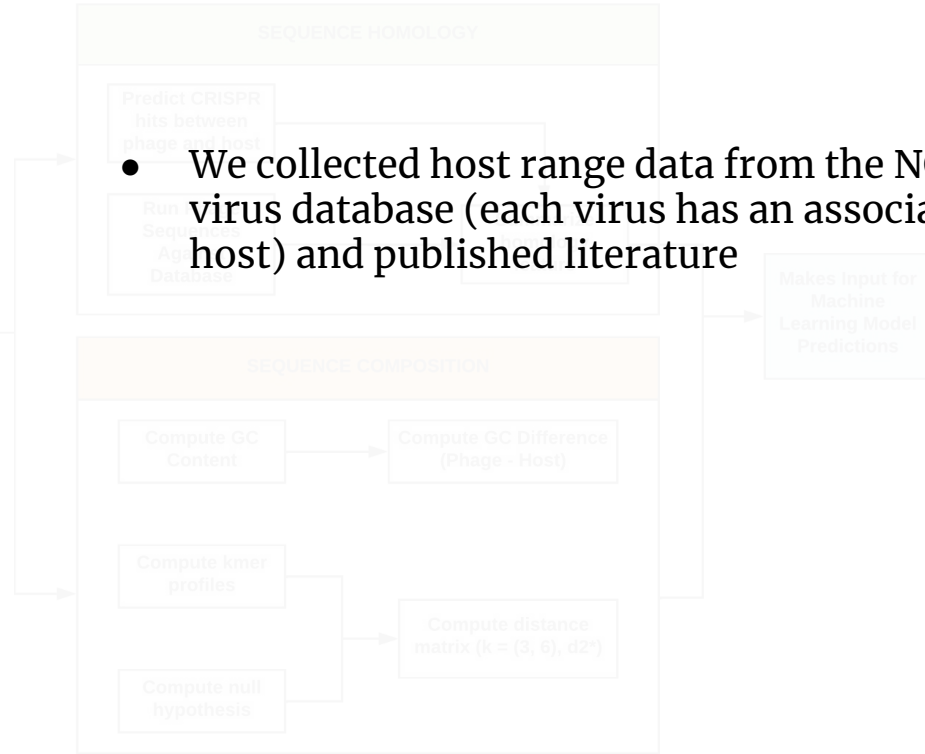 SEQUENCE HOMOLOGY
Predict CRISPR
hits between
phage and host
• We collected host range data from the
virus database (each virus has an
host) and published literature
Run
Sequences
Database
Makes Input for
Machine
Learning Model
Predictions
SEQUENCE COMPOSITION
Compute GC
Content
Compute GC Difference
(Phage - Host)
Compute kmer
profiles
Compute distance
matrix (k = (3, 6), d2*)
Compute null
hypothesis